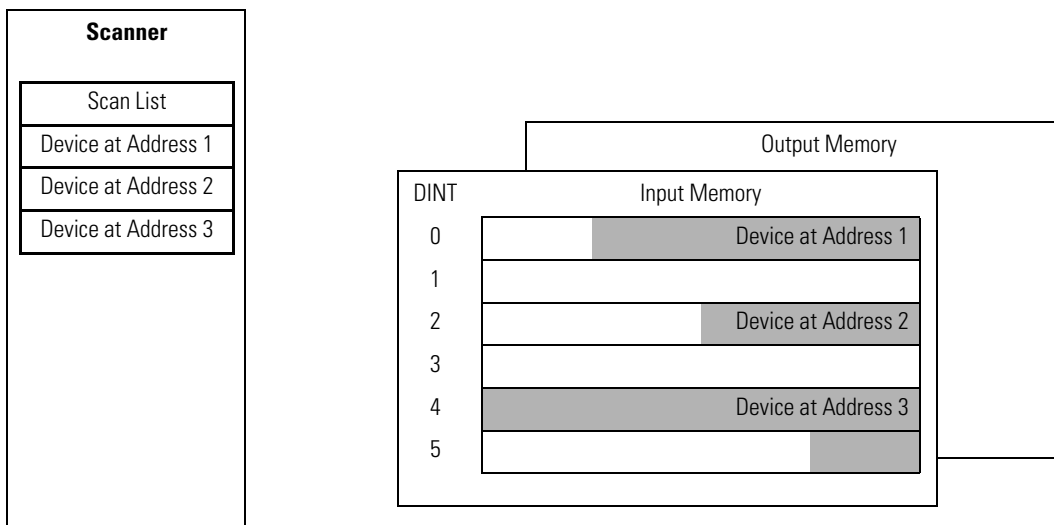 Scanner
Scan List
Device at Address 1
Device at Address 2
Device at Address 3
Output Memory
DINT Input Memory
0 Device at Address 1
1
2 Device at Address 2
3
4 Device at Address 3
5